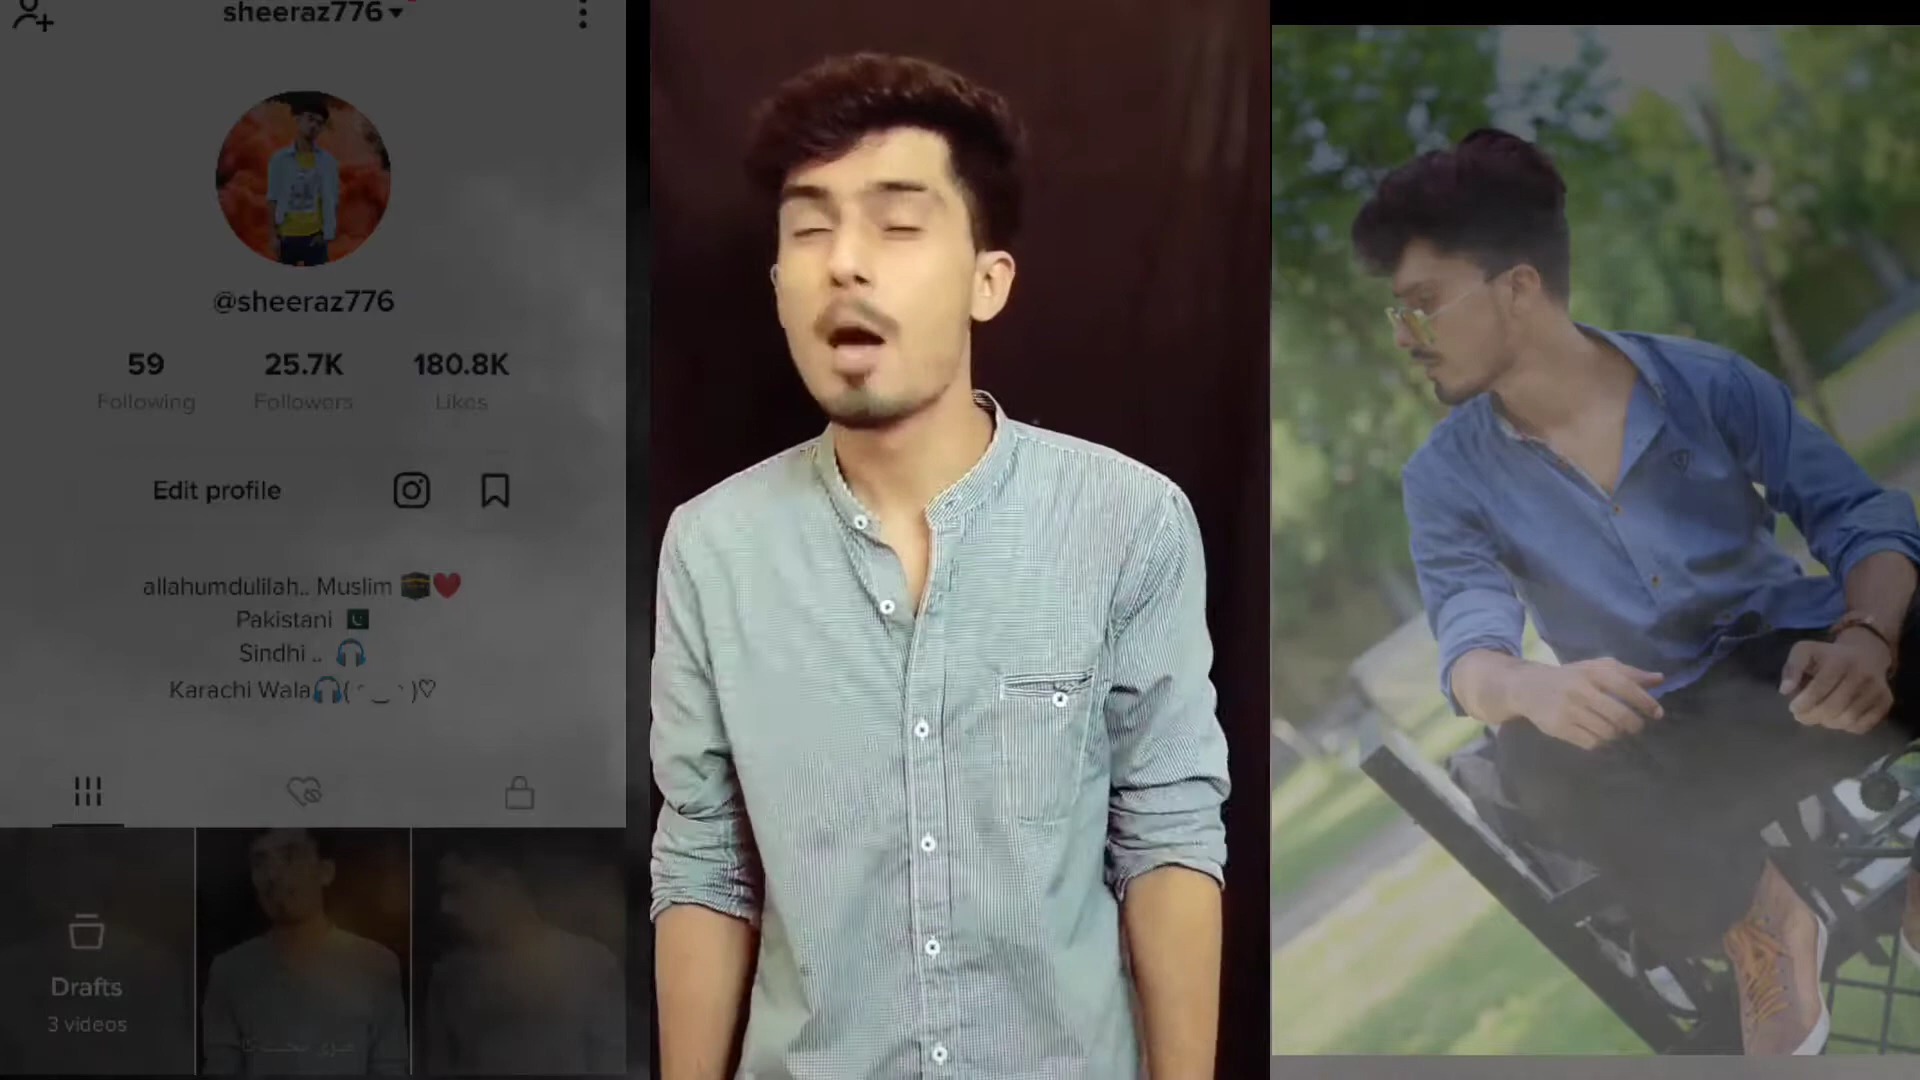 sheeraz776
@sheeraz776
59 25.7K 180.8K
Following Followers Likes
Edit profile
allahumdulilah.. Muslim 🕋❤️
Pakistani 🇵🇰
Sindhi .. 🎧
Karachi Wala🎧( ˘ ‿ ˘ )♡
Drafts
3 videos